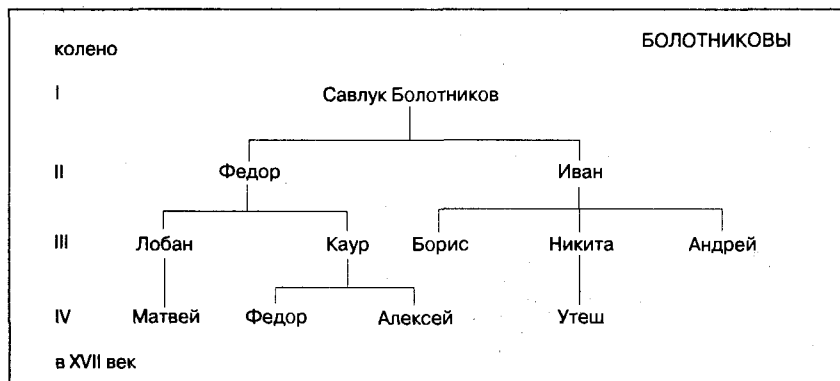 БОЛОТНИКОВЫ
колено
I Савлук Болотников
II Федор Иван
III Лобан Каур Борис Никита Андрей
IV Матвей Федор Алексей Утеш
в XVII век